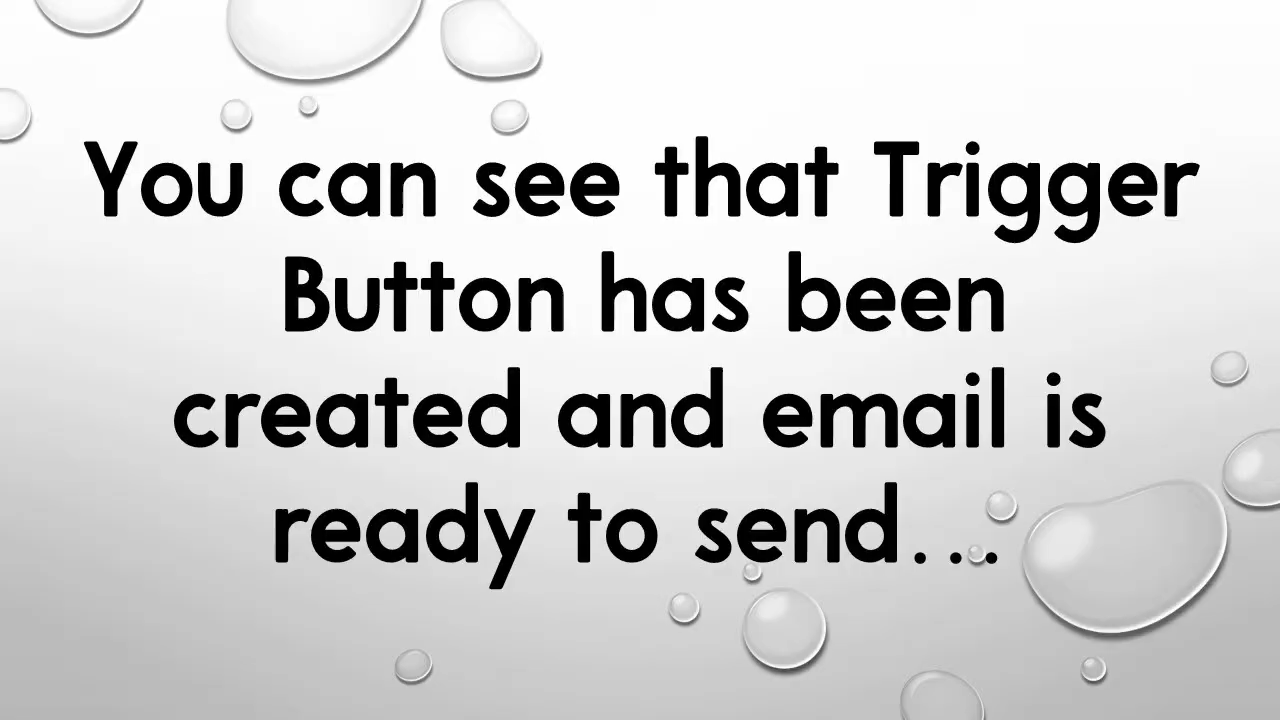 You can see that Trigger
Button has been
created and email is
ready to send...